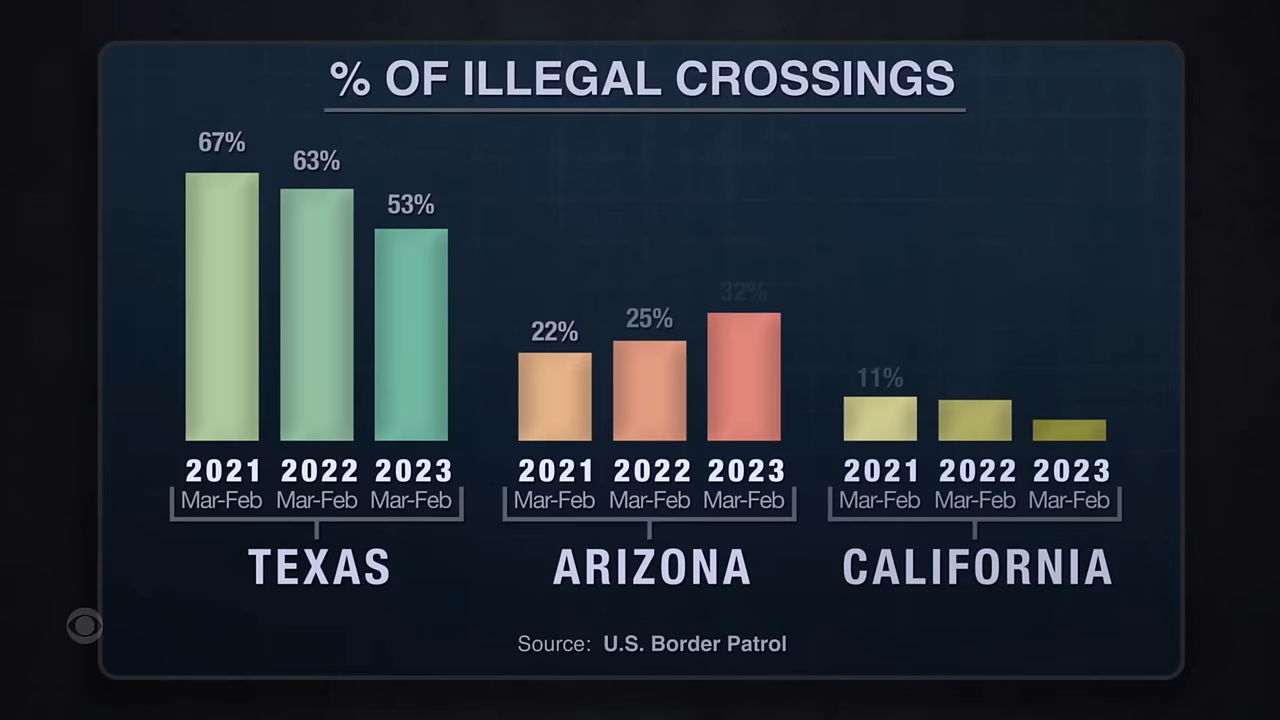 % OF ILLEGAL CROSSINGS
67%
63%
53%
22%
25%
32%
11%
2021 2022 2023
Mar-Feb Mar-Feb Mar-Feb
TEXAS
2021 2022 2023
Mar-Feb Mar-Feb Mar-Feb
ARIZONA
2021 2022 2023
Mar-Feb Mar-Feb Mar-Feb
CALIFORNIA
Source: U.S. Border Patrol